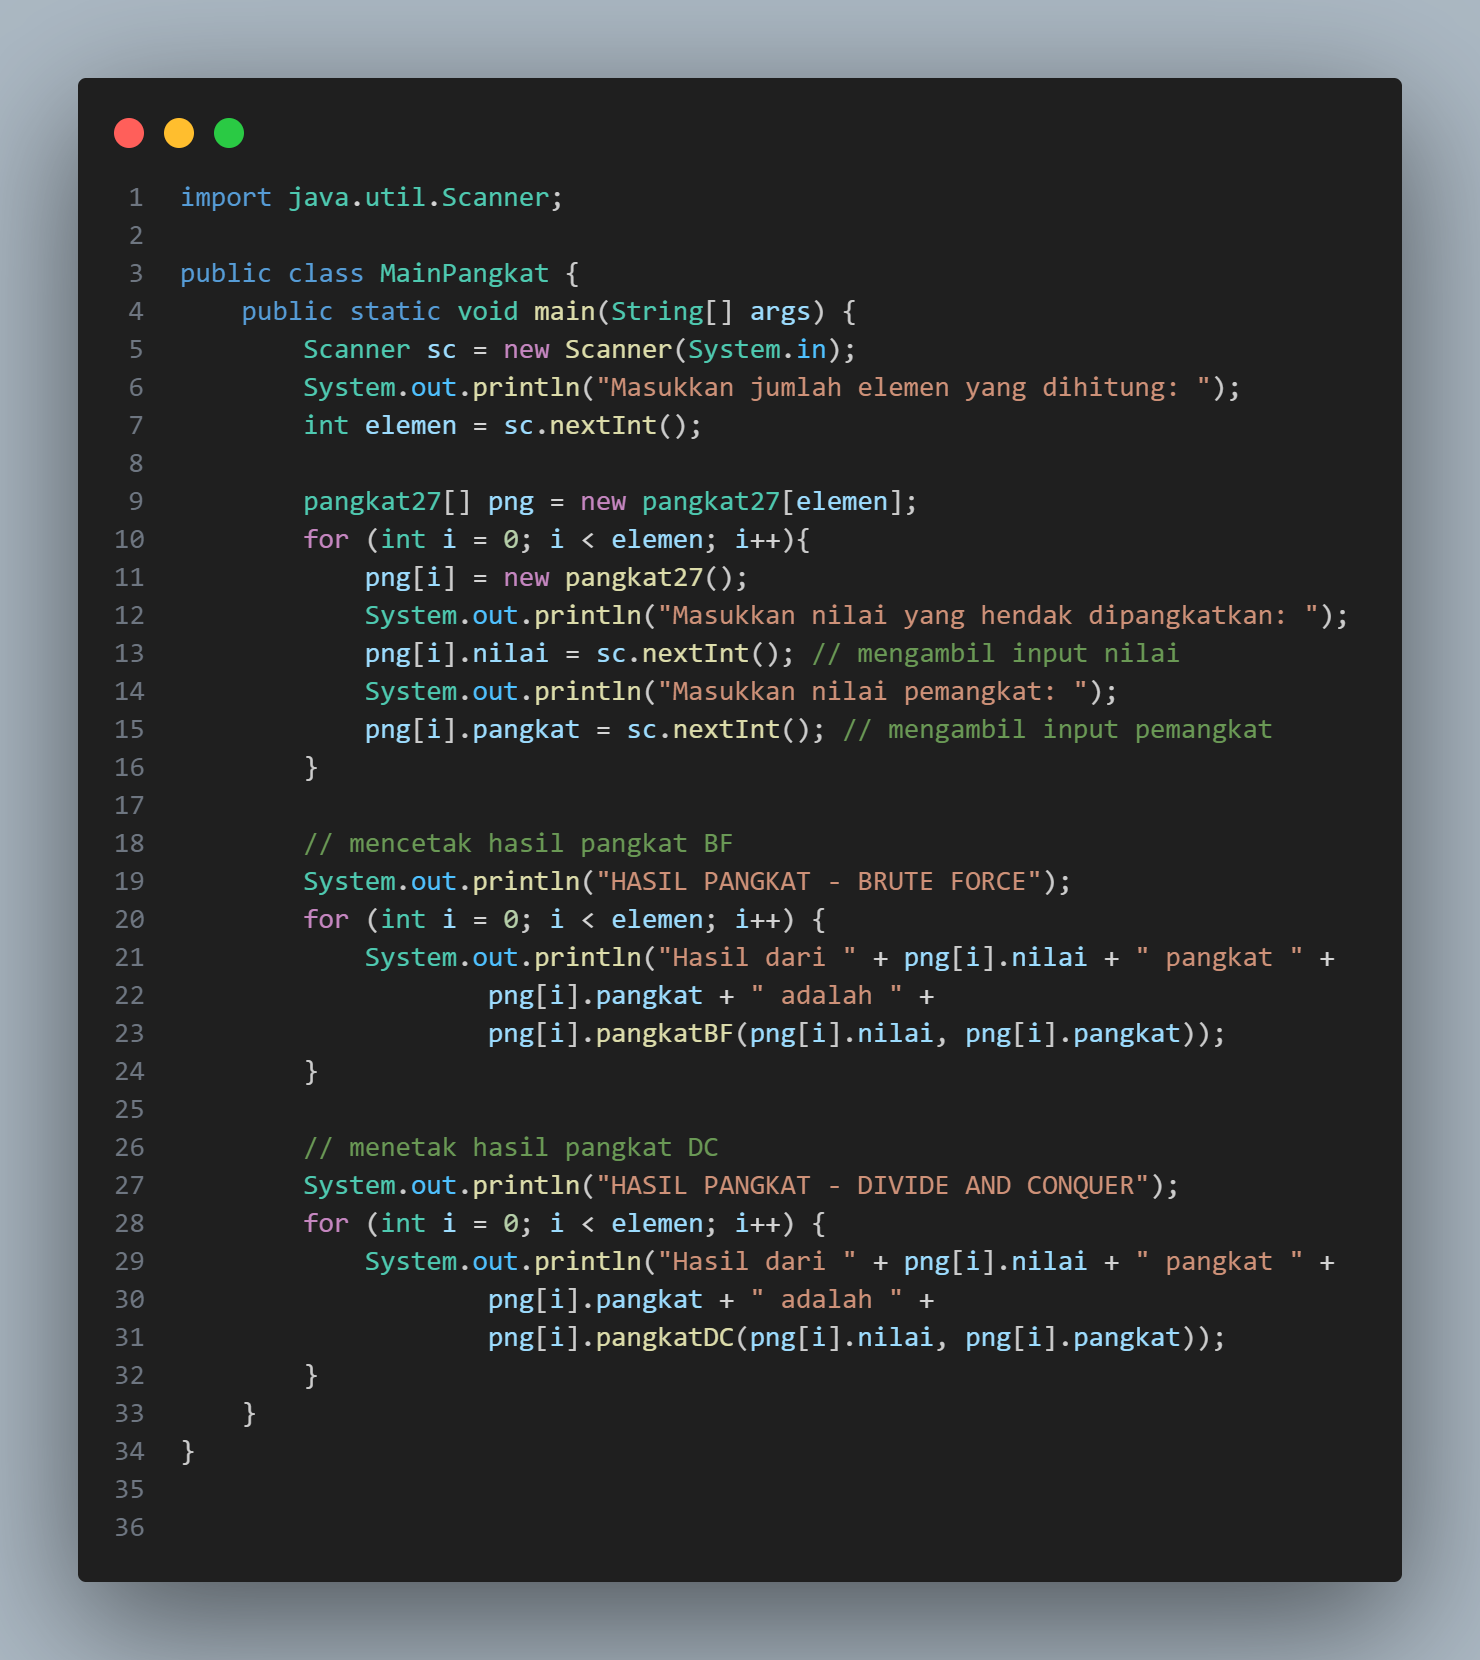 1 import java.util.Scanner;
2
3 public class MainPangkat {
4     public static void main(String[] args) {
5         Scanner sc = new Scanner(System.in);
6         System.out.println("Masukkan jumlah elemen yang dihitung: ");
7         int elemen = sc.nextInt();
8
9         pangkat27[] png = new pangkat27[elemen];
10         for (int i = 0; i < elemen; i++){
11             png[i] = new pangkat27();
12             System.out.println("Masukkan nilai yang hendak dipangkatkan: ");
13             png[i].nilai = sc.nextInt(); // mengambil input nilai
14             System.out.println("Masukkan nilai pemangkat: ");
15             png[i].pangkat = sc.nextInt(); // mengambil input pemangkat
16         }
17
18         // mencetak hasil pangkat BF
19         System.out.println("HASIL PANGKAT - BRUTE FORCE");
20         for (int i = 0; i < elemen; i++) {
21             System.out.println("Hasil dari " + png[i].nilai + " pangkat " +
22                     png[i].pangkat + " adalah " +
23                     png[i].pangkatBF(png[i].nilai, png[i].pangkat));
24         }
25
26         // menetak hasil pangkat DC
27         System.out.println("HASIL PANGKAT - DIVIDE AND CONQUER");
28         for (int i = 0; i < elemen; i++) {
29             System.out.println("Hasil dari " + png[i].nilai + " pangkat " +
30                     png[i].pangkat + " adalah " +
31                     png[i].pangkatDC(png[i].nilai, png[i].pangkat));
32         }
33     }
34 }
35
36